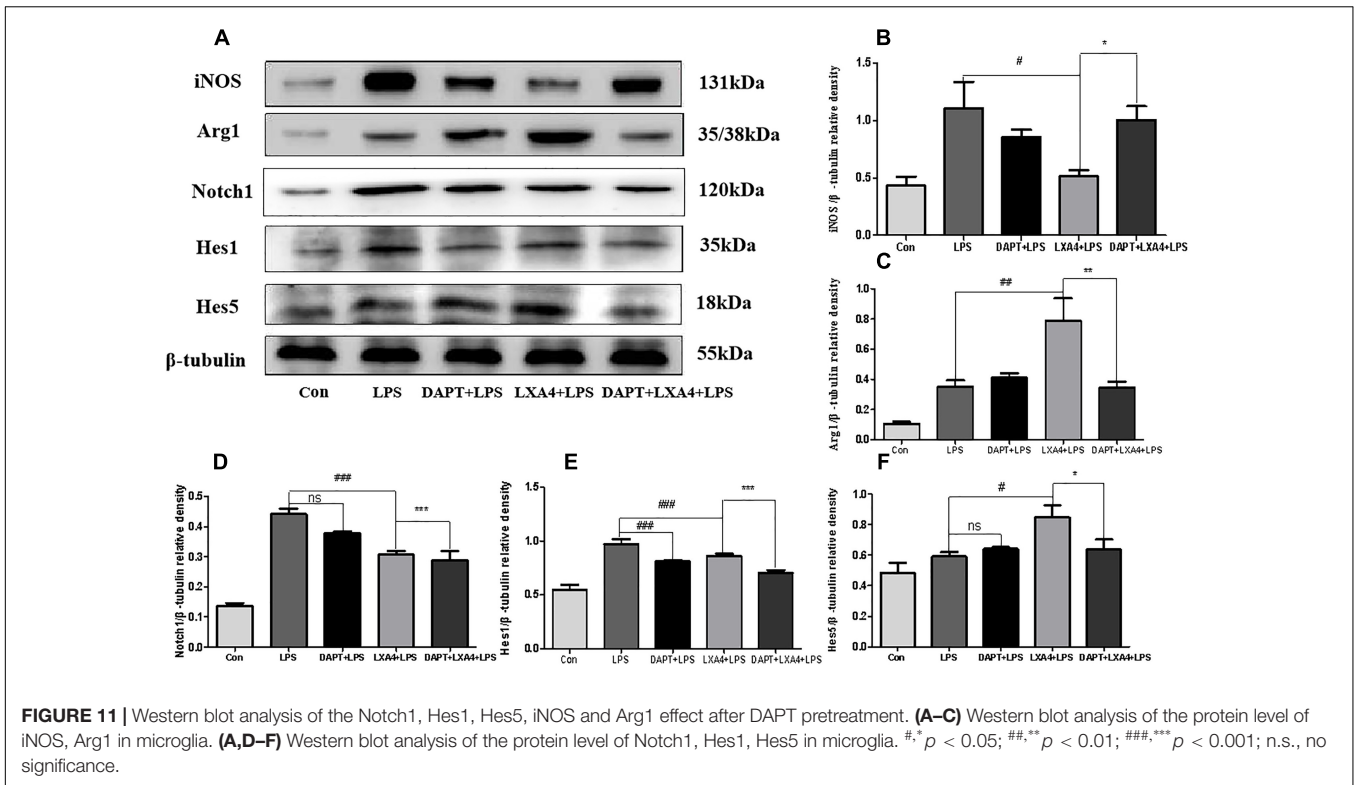 A
iNOS 131kDa
Arg1 35/38kDa
Notch1 120kDa
Hes1 35kDa
Hes5 18kDa
β-tubulin 55kDa
Con LPS DAPT+LPS LXA4+LPS DAPT+LXA4+LPS
B
iNOS/β -tubulin relative density
1.5
1.0
0.5
0.0
# *
Con LPS DAPT+LPS LXA4+LPS DAPT+LXA4+LPS
C
Arg1/β -tubulin relative density
1.0
0.8
0.6
0.4
0.2
0.0
## **
Con LPS DAPT+LPS LXA4+LPS DAPT+LXA4+LPS
D
Notch1/β -tubulin relative density
0.5
0.4
0.3
0.2
0.1
0.0
###
ns ***
Con LPS DAPT+LPS LXA4+LPS DAPT+LXA4+LPS
E
Hes1/β -tubulin relative density
1.5
1.0
0.5
0.0
***
###
###
Con LPS DAPT+LPS LXA4+LPS DAPT+LXA4+LPS
F
Hes5/β -tubulin relative density
1.0
0.8
0.6
0.4
0.2
0.0
# *
ns
Con LPS DAPT+LPS LXA4+LPS DAPT+LXA4+LPS
FIGURE 11 | Western blot analysis of the Notch1, Hes1, Hes5, iNOS and Arg1 effect after DAPT pretreatment. (A–C) Western blot analysis of the protein level of
iNOS, Arg1 in microglia. (A,D–F) Western blot analysis of the protein level of Notch1, Hes1, Hes5 in microglia. #,*p < 0.05; ##,**p < 0.01; ###,***p < 0.001; n.s., no
significance.